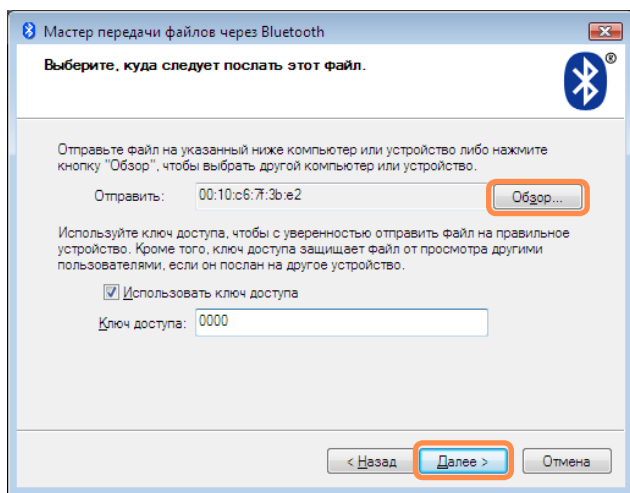 Мастер передачи файлов через Bluetooth
Выберите, куда следует послать этот файл.
®
Отправьте файл на указанный ниже компьютер или устройство либо нажмите
кнопку "Обзор", чтобы выбрать другой компьютер или устройство.
Отправить: 00:10:c6:7f:3b:e2 Обзор...
Используйте ключ доступа, чтобы с уверенностью отправить файл на правильное
устройство. Кроме того, ключ доступа защищает файл от просмотра другими
пользователями, если он послан на другое устройство.
Использовать ключ доступа
Ключ доступа: 0000
< Назад Далее > Отмена